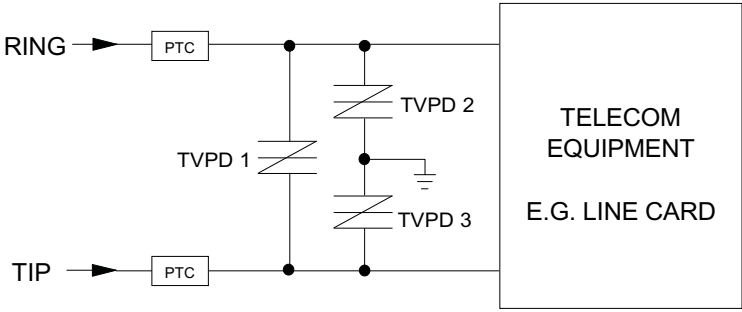 RING
PTC
TVPD 2
TVPD 1
TELECOM
EQUIPMENT
E.G. LINE CARD
TVPD 3
TIP
PTC